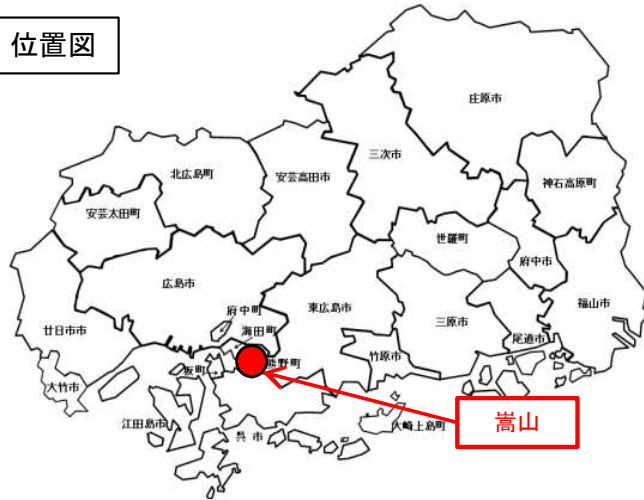 位置図
庄原市
三次市
北広島町
安芸高田市
神石高原町
安芸太田町
世羅町
府中市
広島市
府中町
東広島市
三原市
福山市
廿日市市
海田町
尾道市
熊野町
竹原市
坂町
大竹市
江田島市
呉市
大崎上島町
嵩山